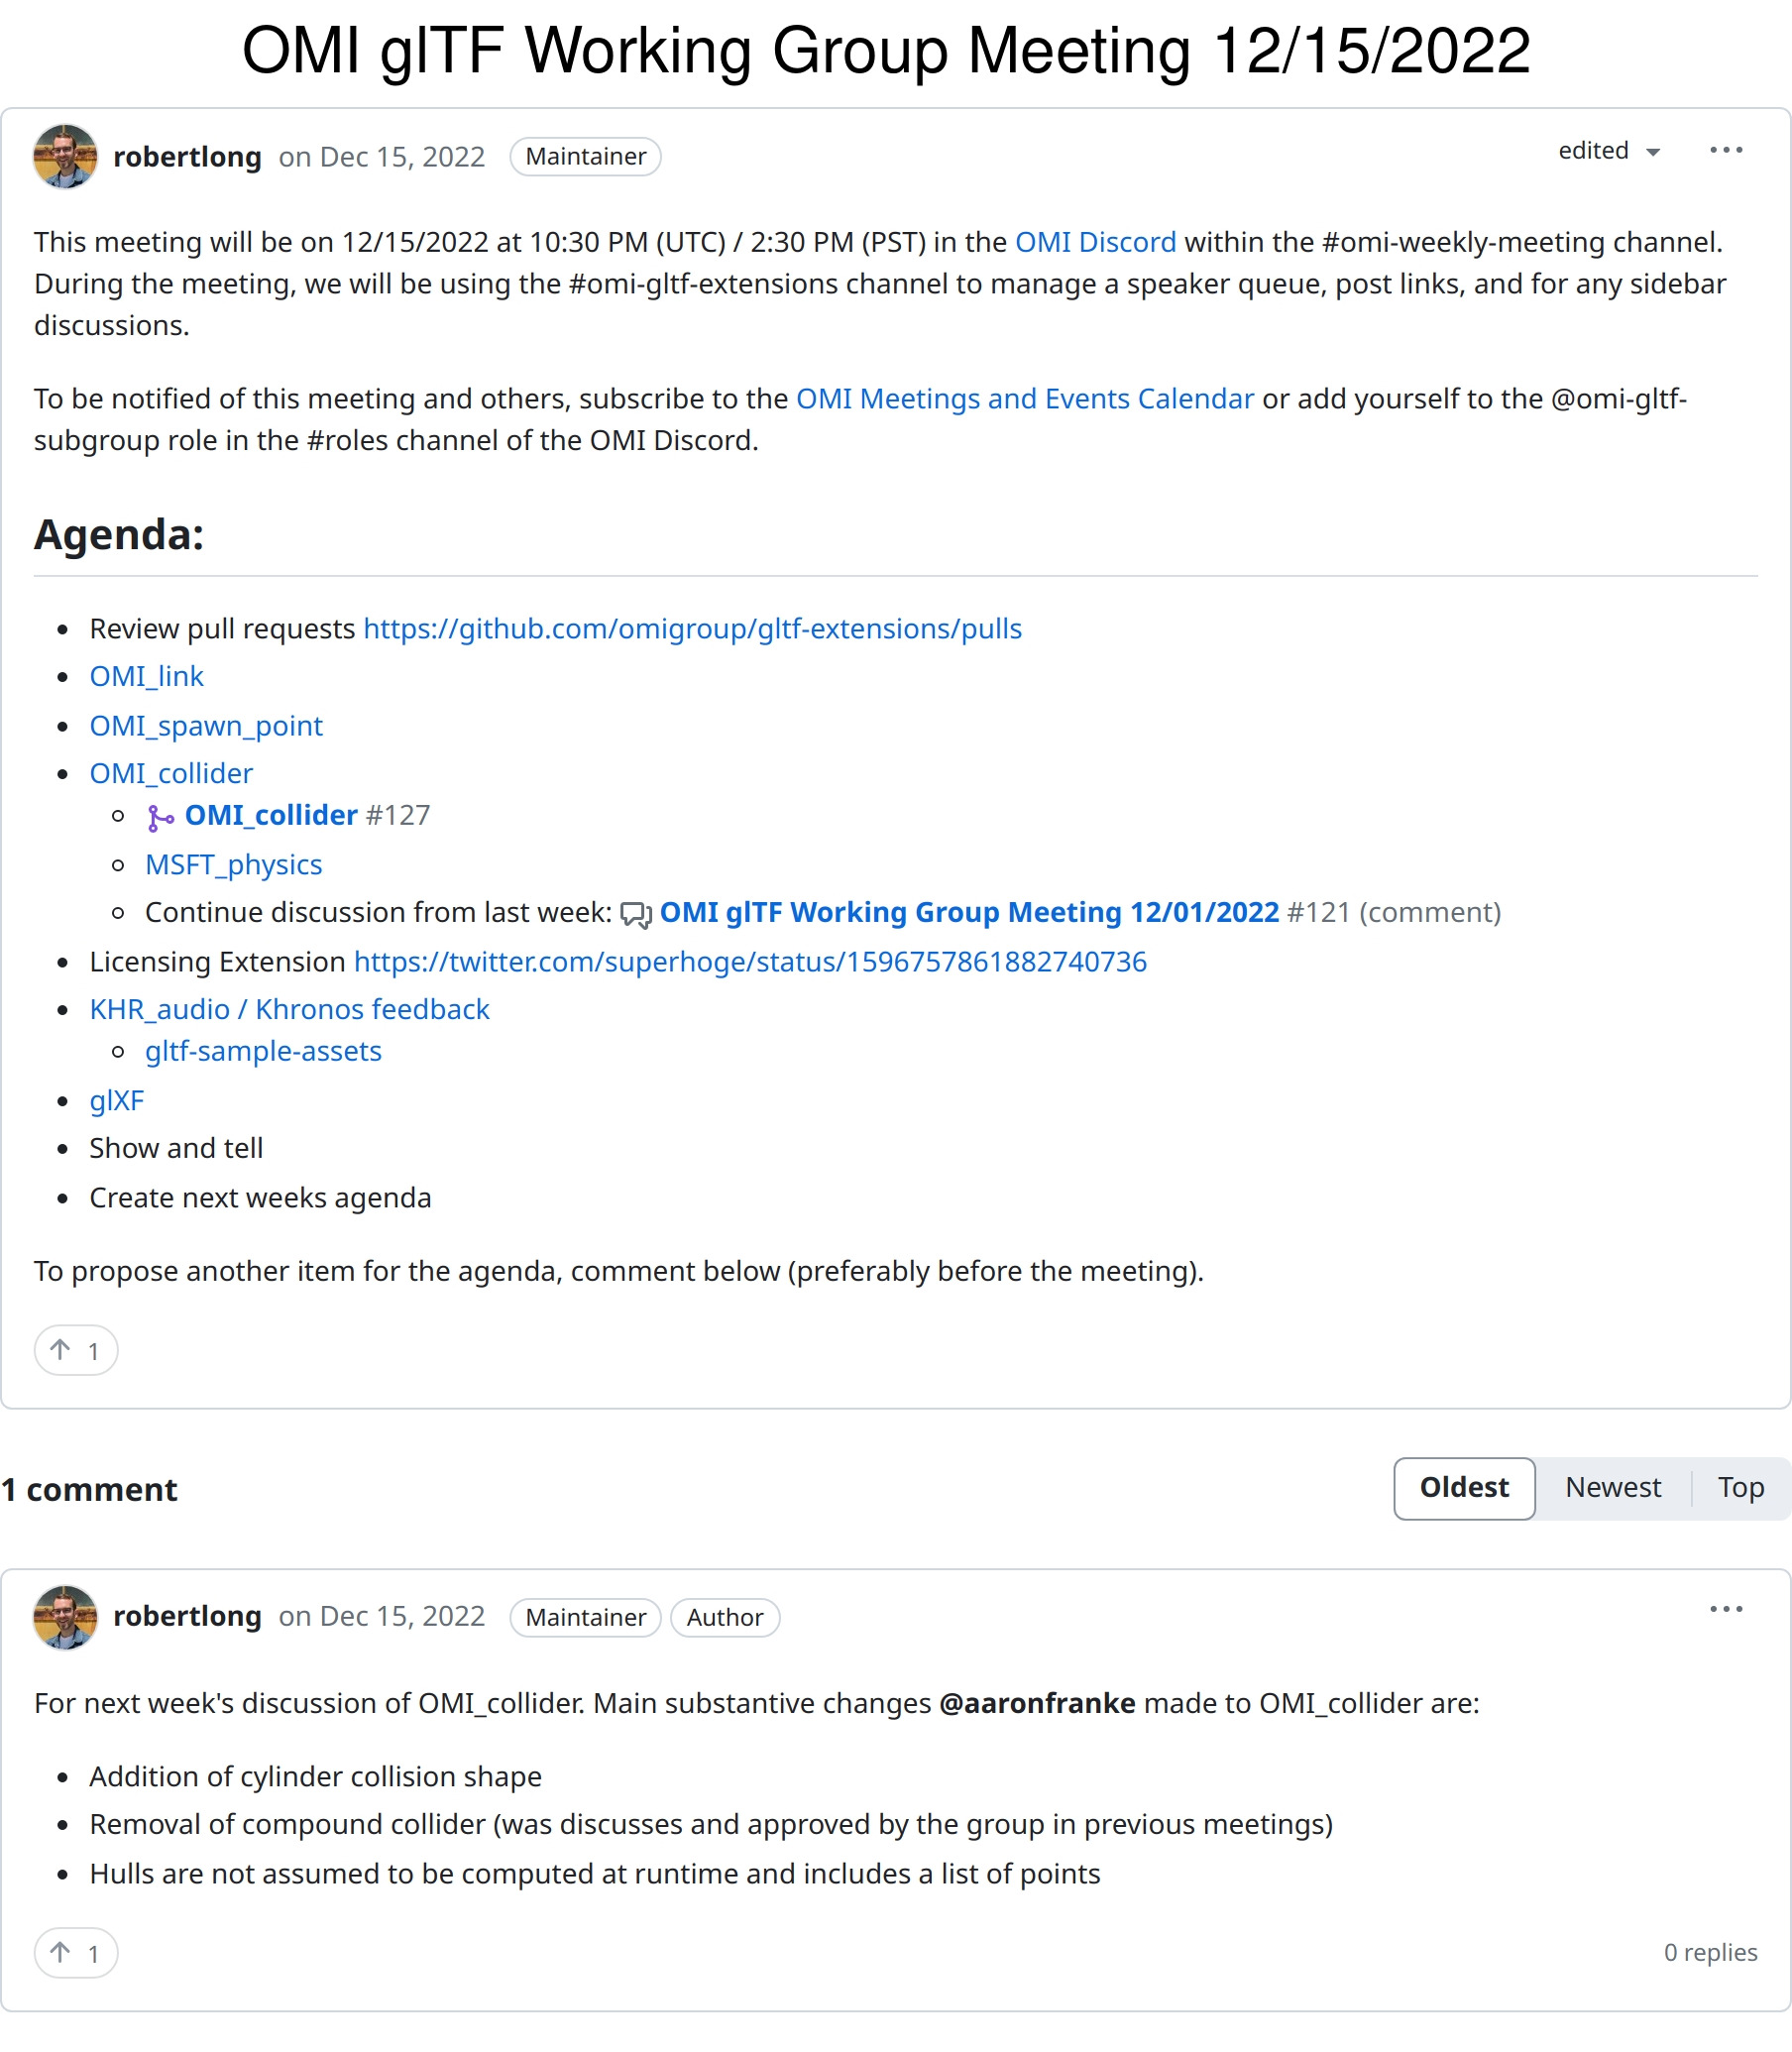 OMI glTF Working Group Meeting 12/15/2022
robertlong on Dec 15, 2022 Maintainer edited
This meeting will be on 12/15/2022 at 10:30 PM (UTC) / 2:30 PM (PST) in the OMI Discord within the #omi-weekly-meeting channel.
During the meeting, we will be using the #omi-gltf-extensions channel to manage a speaker queue, post links, and for any sidebar
discussions.
To be notified of this meeting and others, subscribe to the OMI Meetings and Events Calendar or add yourself to the @omi-gltf-
subgroup role in the #roles channel of the OMI Discord.
Agenda:
Review pull requests https://github.com/omigroup/gltf-extensions/pulls
OMI_link
OMI_spawn_point
OMI_collider
OMI_collider #127
MSFT_physics
Continue discussion from last week: OMI glTF Working Group Meeting 12/01/2022 #121 (comment)
Licensing Extension https://twitter.com/superhoge/status/1596757861882740736
KHR_audio / Khronos feedback
gltf-sample-assets
glXF
Show and tell
Create next weeks agenda
To propose another item for the agenda, comment below (preferably before the meeting).
1
1 comment Oldest Newest Top
robertlong on Dec 15, 2022 Maintainer Author
For next week's discussion of OMI_collider. Main substantive changes @aaronfranke made to OMI_collider are:
Addition of cylinder collision shape
Removal of compound collider (was discusses and approved by the group in previous meetings)
Hulls are not assumed to be computed at runtime and includes a list of points
1 0 replies